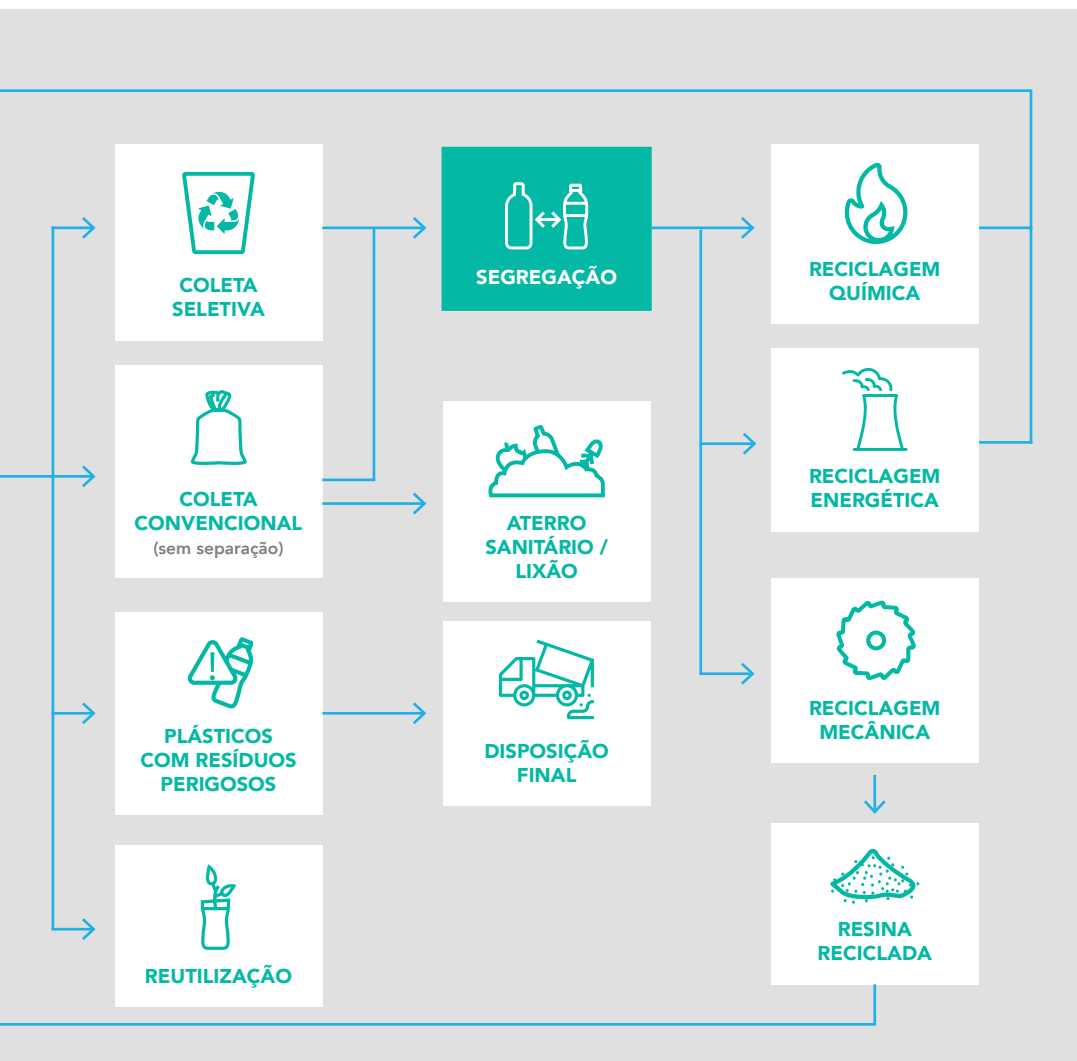 COLETA
SELETIVA
SEGREGAÇÃO
RECICLAGEM
QUÍMICA
COLETA
CONVENCIONAL
(sem separação)
ATERRO
SANITÁRIO /
LIXÃO
RECICLAGEM
ENERGÉTICA
PLÁSTICOS
COM RESÍDUOS
PERIGOSOS
DISPOSIÇÃO
FINAL
RECICLAGEM
MECÂNICA
REUTILIZAÇÃO
RESINA
RECICLADA